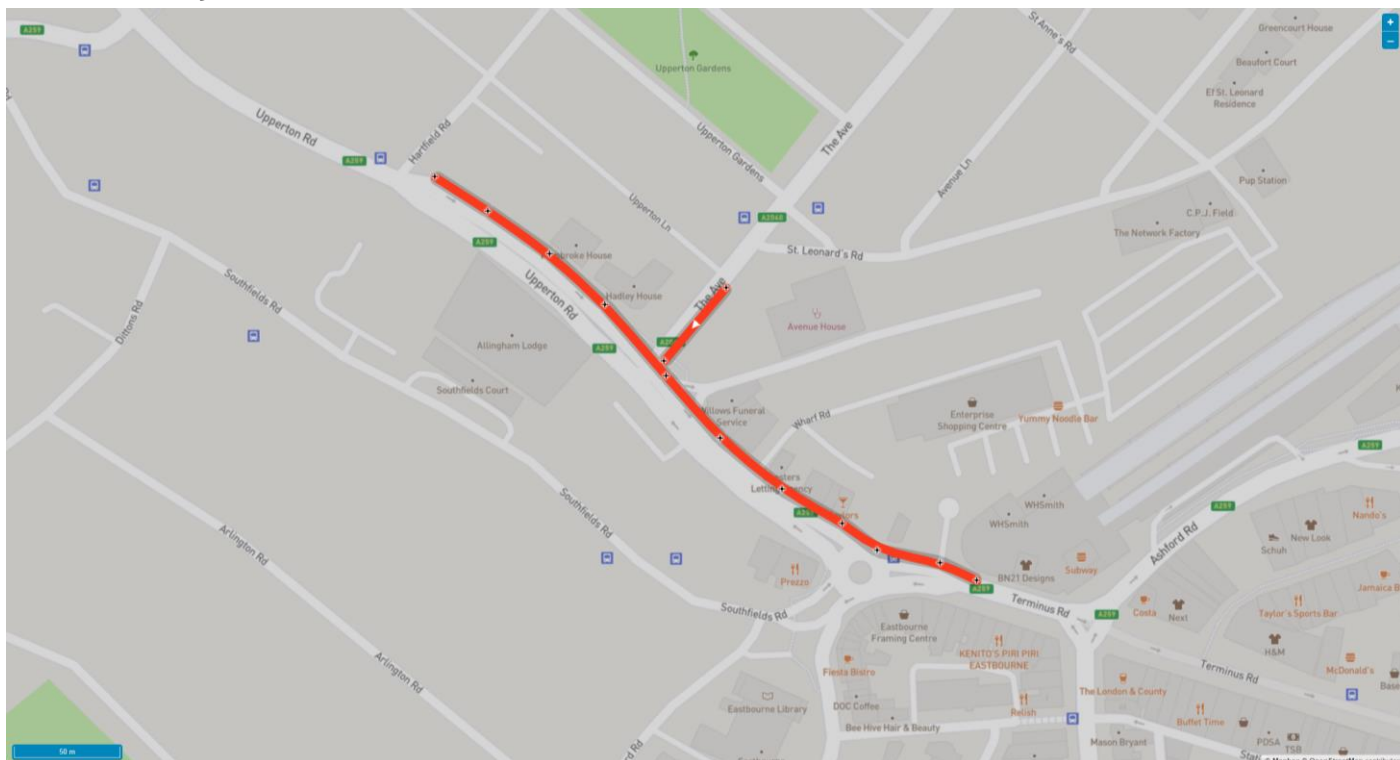 A259
Upperton Rd
A259
Hartfield Rd
Upperton Gardens
Upperton Gardens
The Ave
St Anne's Rd
Greencourt House
Beaufort Court
El St. Leonard
Residence
+
−
Avenue Ln
Pup Station
C.P.J. Field
The Network Factory
Upperton Ln
A2040
St. Leonard's Rd
A259
Hadley House
The Ave
Avenue House
Upperton Rd
Dittons Rd
Southfields Rd
Allingham Lodge
A259
Southfields Court
Service
Wharf Rd
Enterprise
Shopping Centre
Yummy Noodle Bar
A259
Southfields Rd
Arlington Rd
WHSmith
WHSmith
A259
Ashford Rd
Nando's
New Look
Schuh
Prezzo
BN21 Designs
Subway
A259
Terminus Rd
A259
Costa
Next
Taylor's Sports Bar
Southfields Rd
Eastbourne
Framing Centre
H&M
KENITO'S PIRI PIRI
EASTBOURNE
Terminus Rd
McDonald's
Arlington Rd
Fiesta Bistro
Eastbourne Library
DOC Coffee
Relish
The London & County
Bee Hive Hair & Beauty
Buffet Time
Mason Bryant
PDSA
TSB
50 m